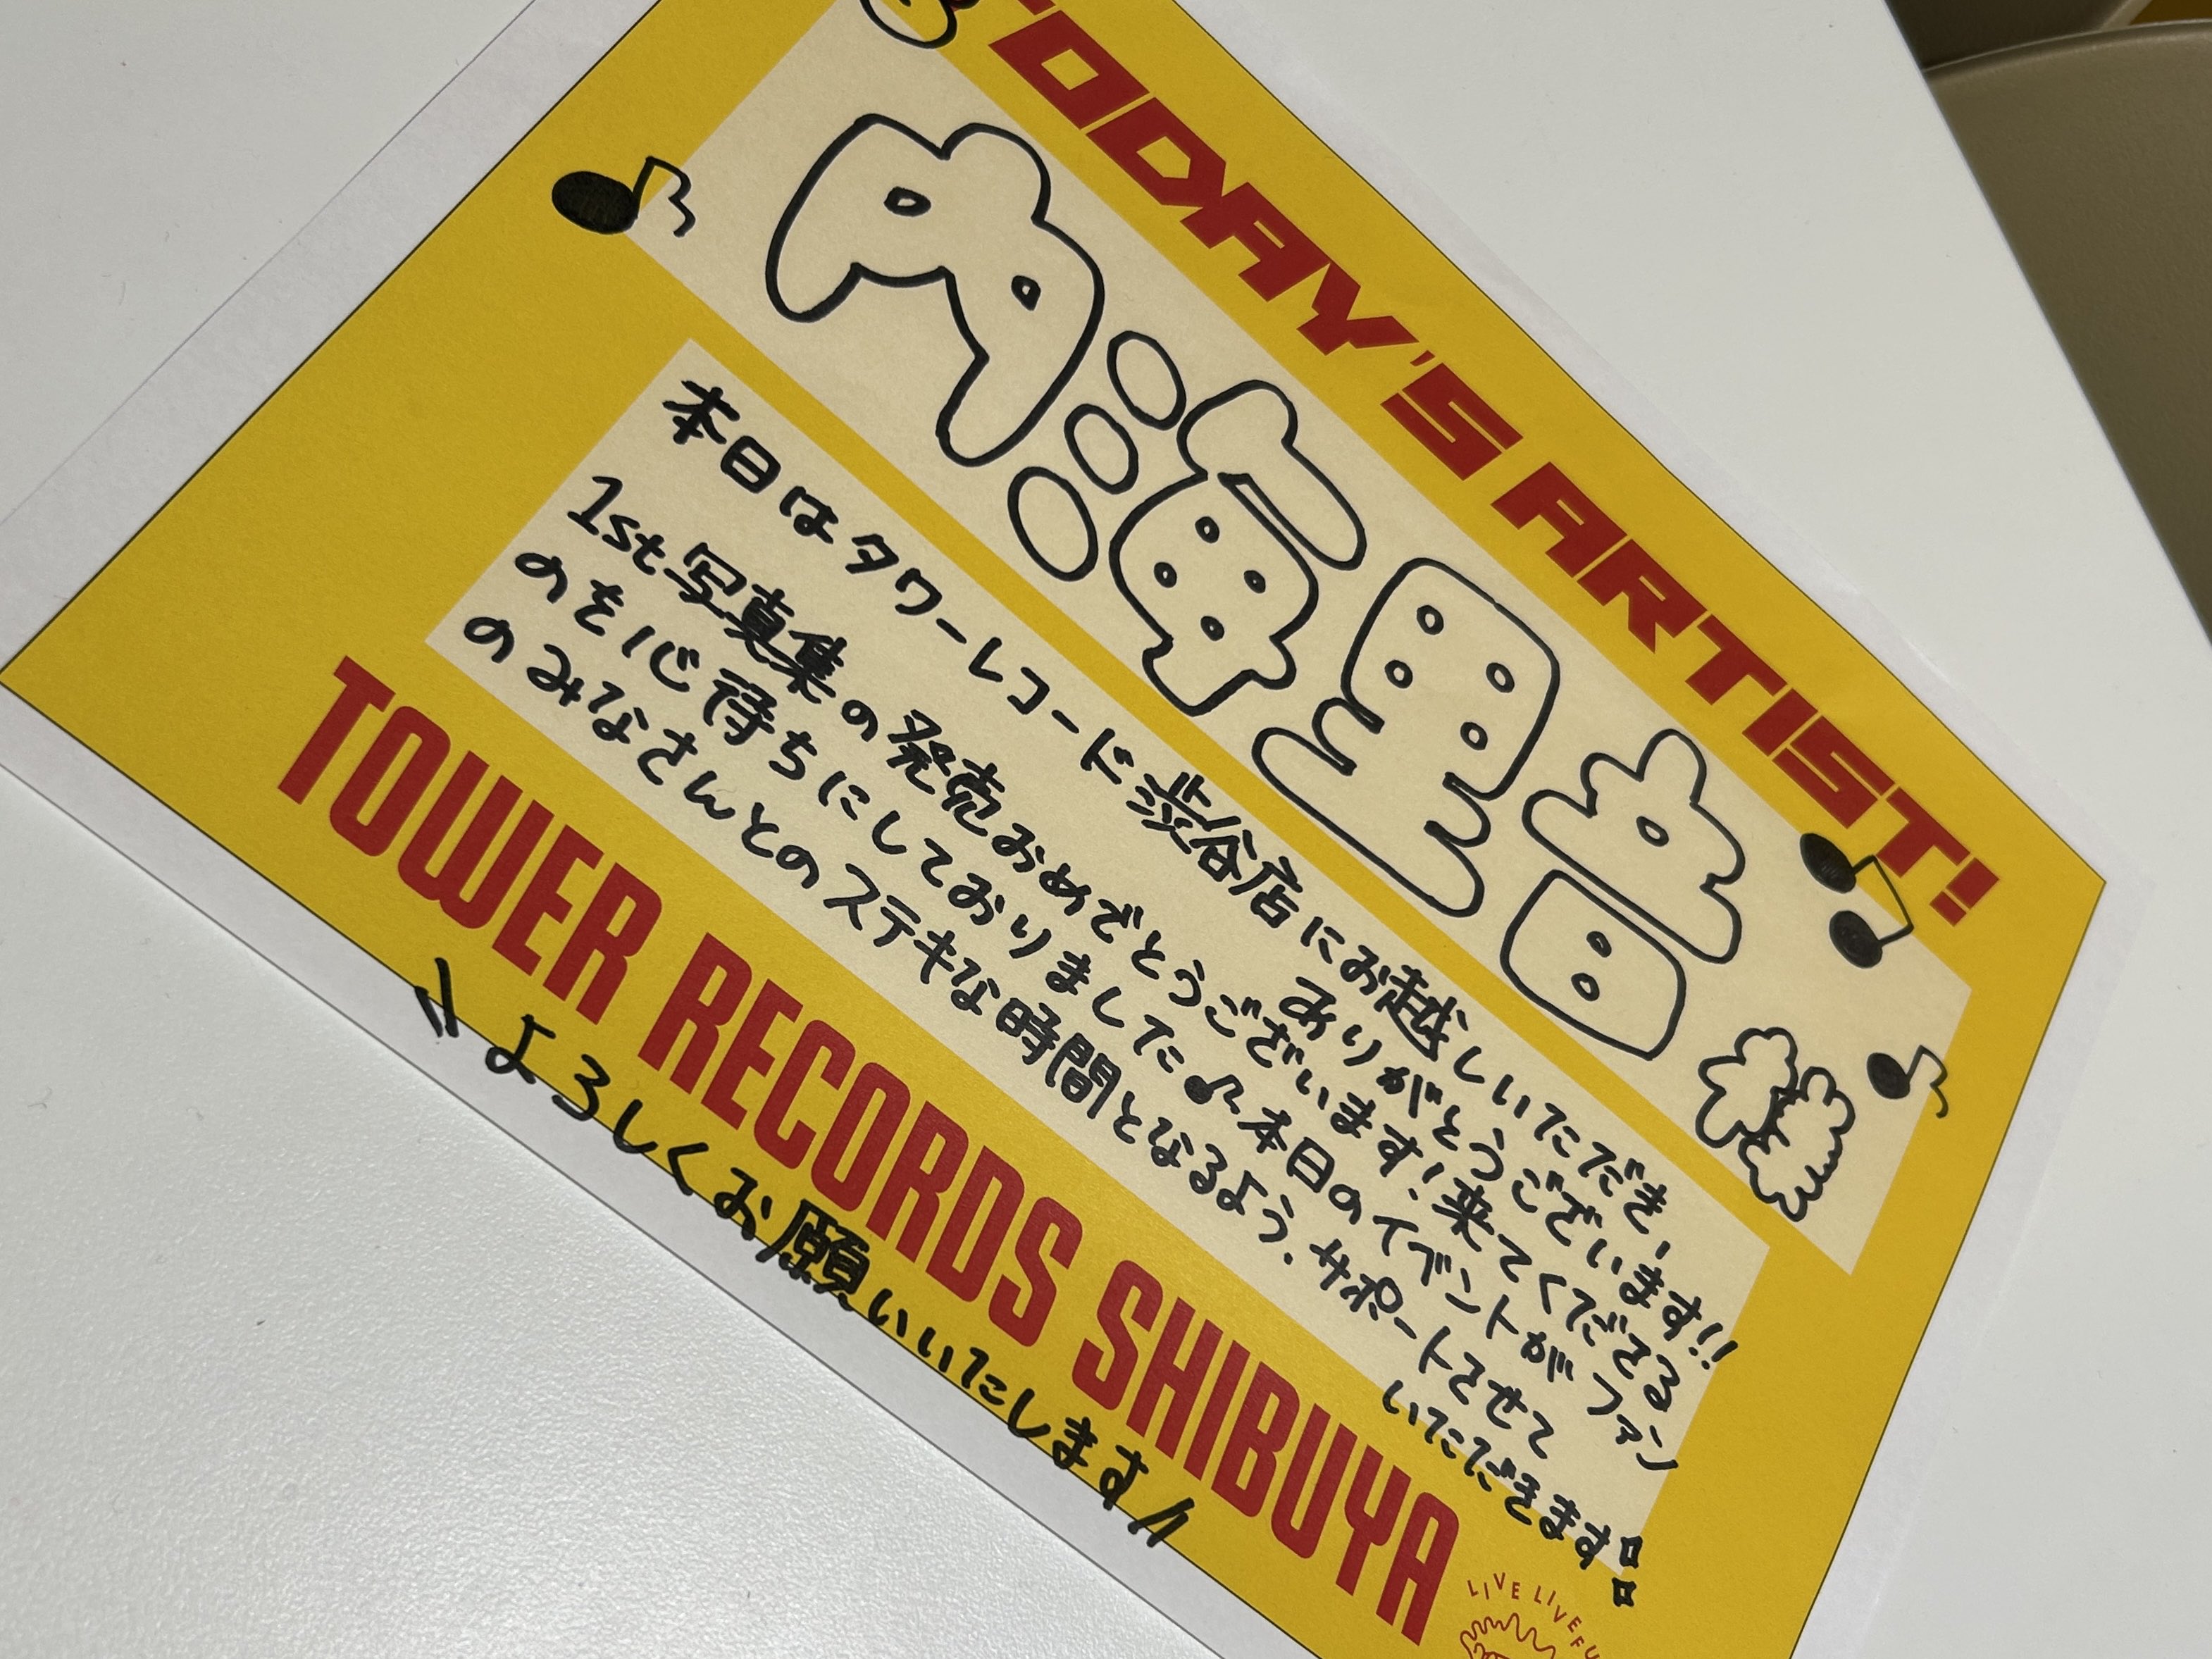 TODAY'S ARTIST!
内海里音 様
本日はタワーレコード渋谷店にお越しいただき、
ありがとうございます!!
1st写真集の発売おめでとうございます!来てくださる
のを心待ちにしておりました♪本日のイベントがファン
のみなさんとのステキな時間となるよう、サポートさせて
いただきます!!
TOWER RECORDS SHIBUYA
LIVE LIVEFU
\\よろしくお願いいたします//